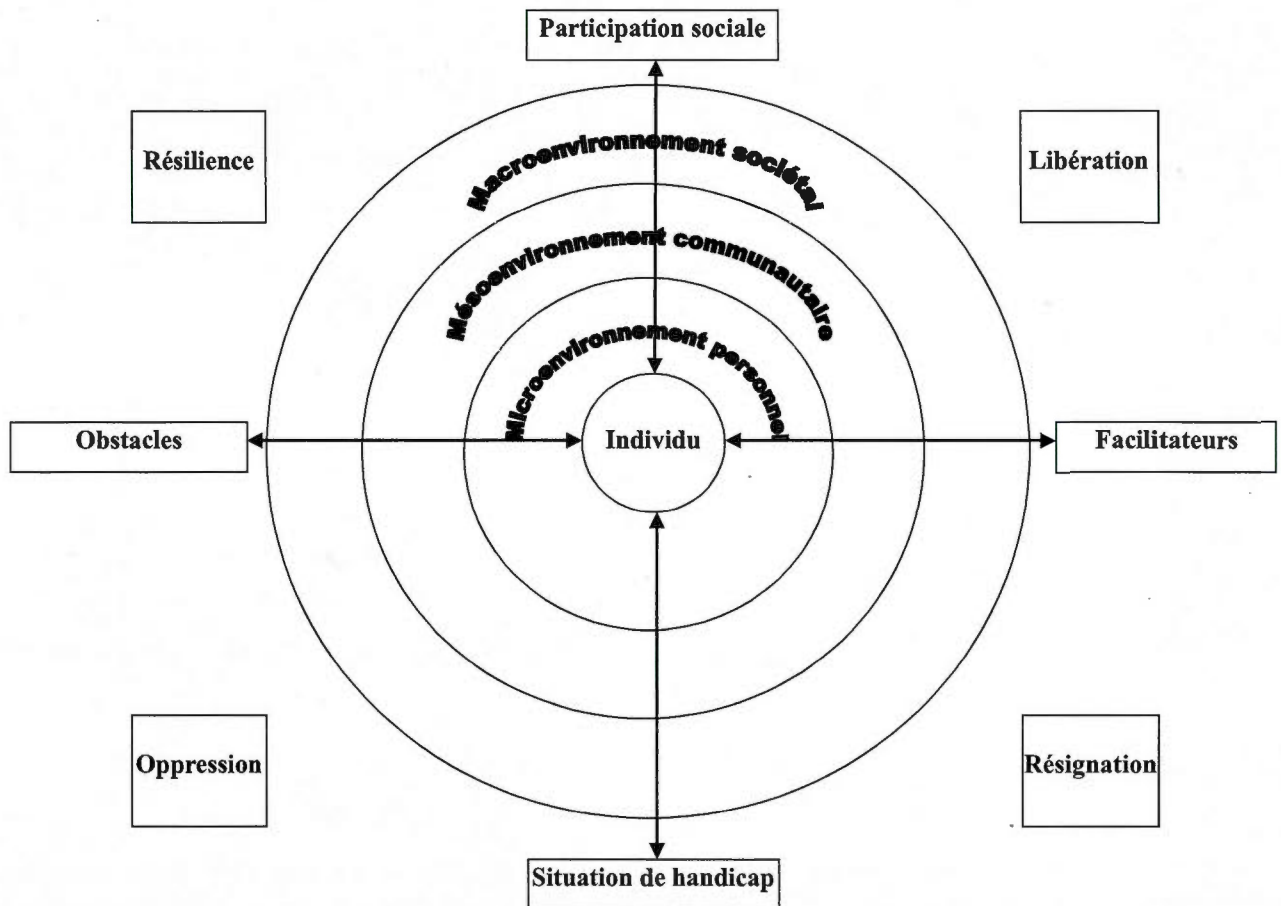 Participation sociale
Résilience
Libération
Macroenvironnement sociétal
Mésoenvironnement communautaire
Microenvironnement personnel
Obstacles
Individu
Facilitateurs
Oppression
Résignation
Situation de handicap